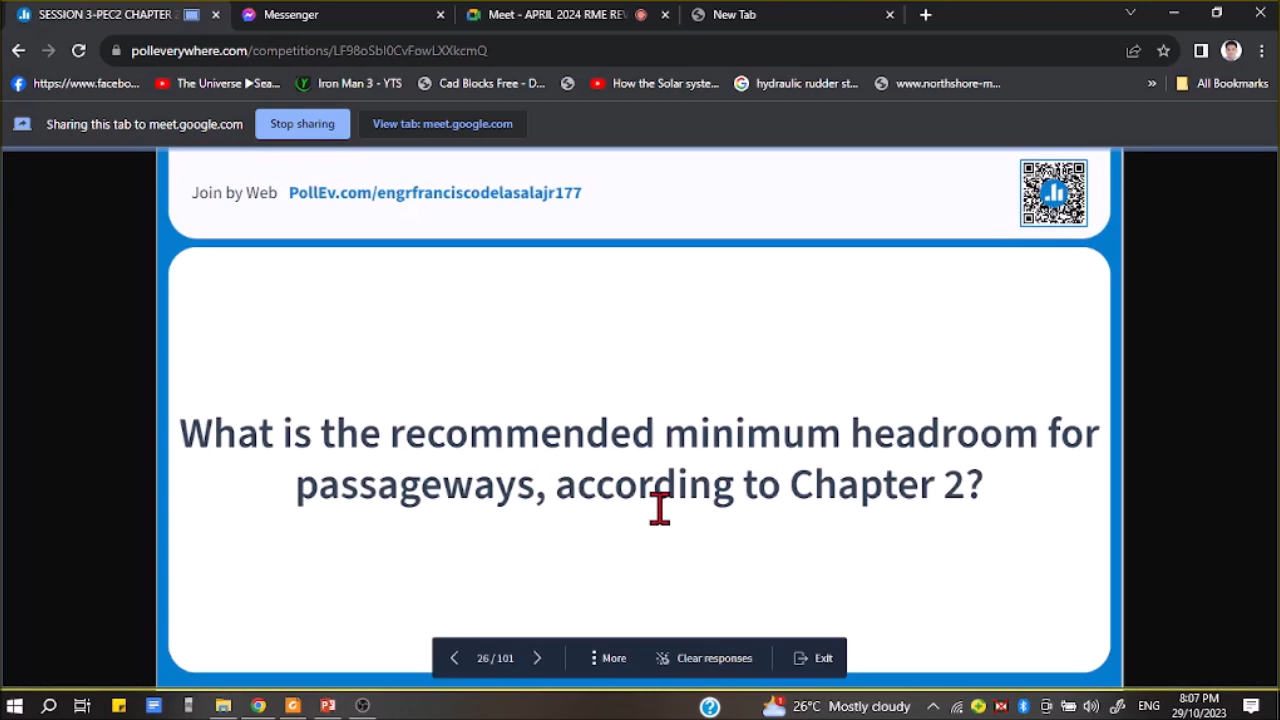 SESSION 3-PEC2 CHAPTER 2
Messenger
Meet - APRIL 2024 RME REV
New Tab
polleverywhere.com/competitions/LF98oSbI0CvFowLXXkcmQ
https://www.facebo...
The Universe ▶Sea...
Iron Man 3 - YTS
Cad Blocks Free - D...
How the Solar syste...
hydraulic rudder st...
www.northshore-m...
»
All Bookmarks
Sharing this tab to meet.google.com
Stop sharing
View tab: meet.google.com
Join by Web PollEv.com/engrfranciscodelasalajr177
What is the recommended minimum headroom for
passageways, according to Chapter 2?
26 / 101
More
Clear responses
Exit
26°C Mostly cloudy
ENG
8:07 PM
29/10/2023